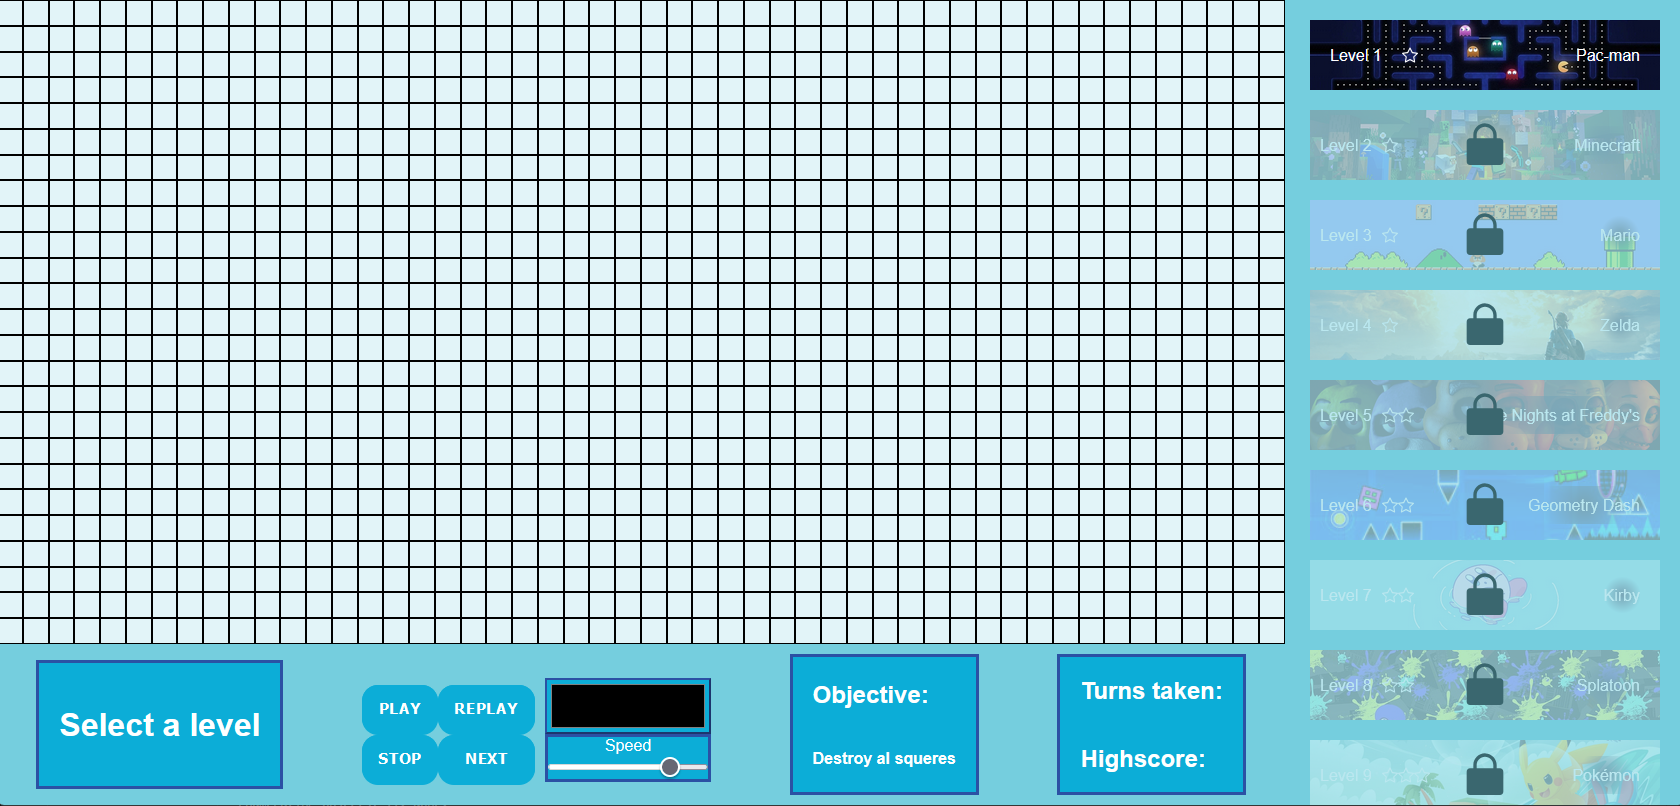 Level 1 Pac-man
Level 2 Minecraft
Level 3 Mario
Level 4 Zelda
Level 5 Nights at Freddy's
Level 6 Geometry Dash
Level 7 Kirby
Level 8 Splatoon
Level 9 Pokémon
Select a level
PLAY REPLAY
STOP NEXT
Speed
Objective:
Destroy al squeres
Turns taken:
Highscore: